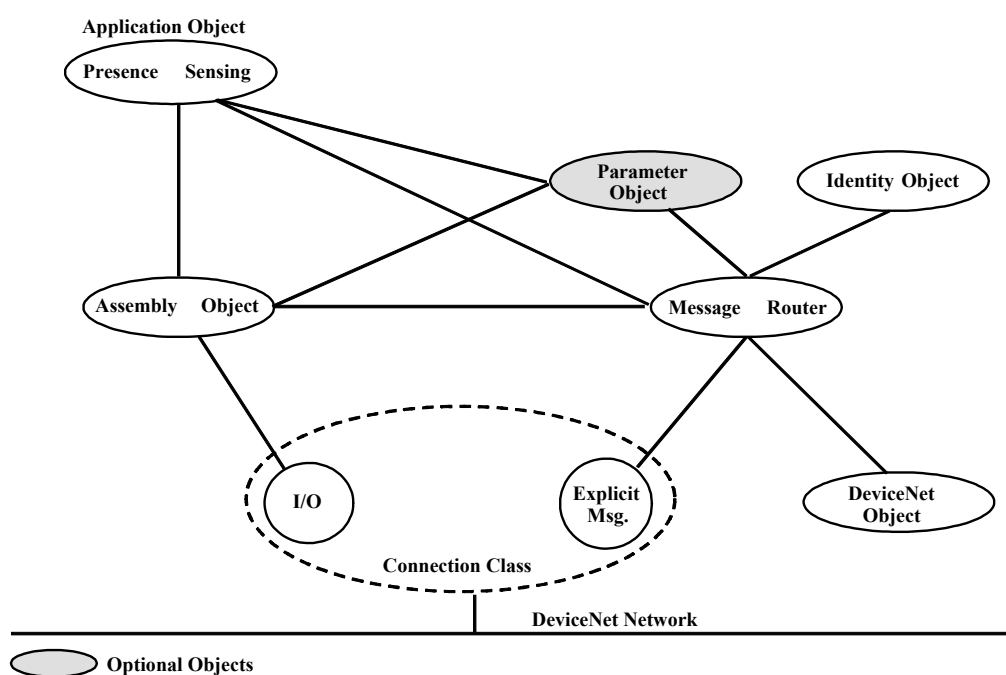 Application Object
Presence Sensing
Parameter
Object
Identity Object
Assembly Object
Message Router
I/O
Explicit
Msg.
DeviceNet
Object
Connection Class
DeviceNet Network
Optional Objects